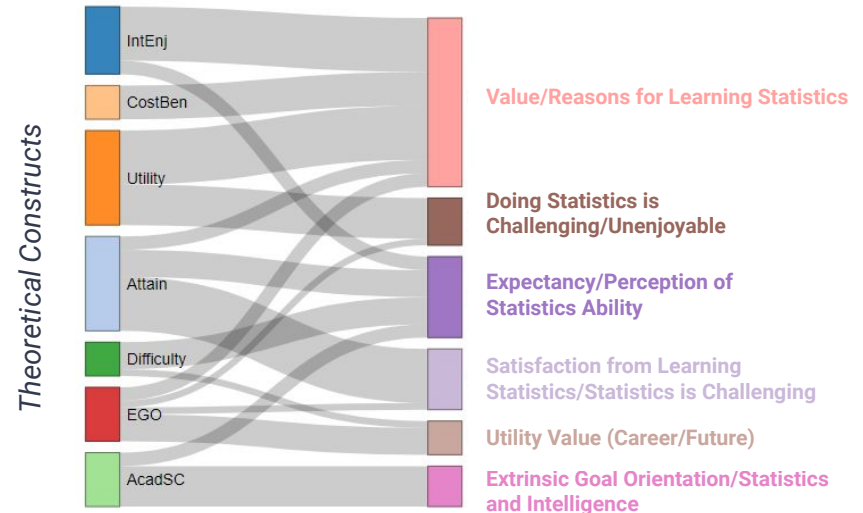 Theoretical Constructs
IntEnj
CostBen
Utility
Attain
Difficulty
EGO
AcadSC
Value/Reasons for Learning Statistics
Doing Statistics is
Challenging/Unenjoyable
Expectancy/Perception of
Statistics Ability
Satisfaction from Learning
Statistics/Statistics is Challenging
Utility Value (Career/Future)
Extrinsic Goal Orientation/Statistics
and Intelligence